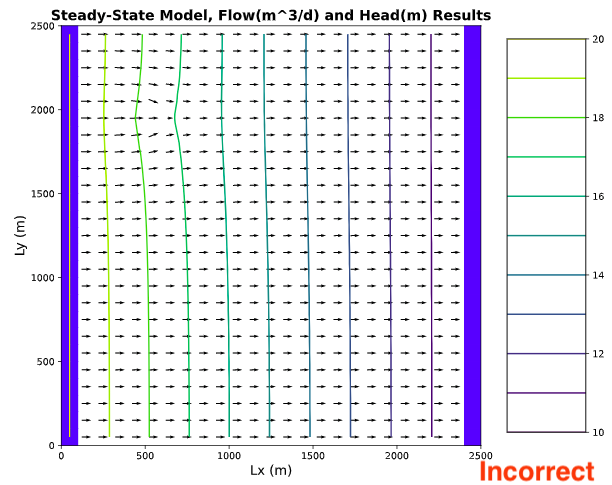 Steady-State Model, Flow(m^3/d) and Head(m) Results
2500
2000
1500
1000
500
0
Ly (m)
0 500 1000 1500 2000 2500
Lx (m)
20
18
16
14
12
10
Incorrect